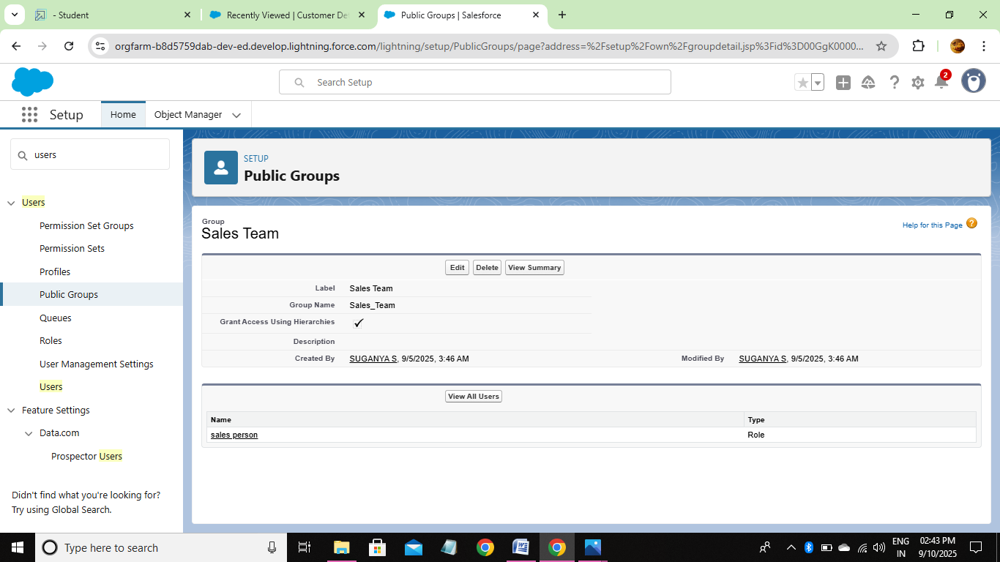 - Student
Recently Viewed | Customer De
Public Groups | Salesforce
orgfarm-b8d5759dab-dev-ed.develop.lightning.force.com/lightning/setup/PublicGroups/page?address=%2Fsetup%2Fown%2Fgroupdetail.jsp%3Fid%3D00GgK0000...
Search Setup
2
Setup
Home
Object Manager
users
Users
Permission Set Groups
Permission Sets
Profiles
Public Groups
Queues
Roles
User Management Settings
Users
Feature Settings
Data.com
Prospector Users
Didn't find what you're looking for?
Try using Global Search.
SETUP
Public Groups
Group
Sales Team
Help for this Page ?
Edit Delete View Summary
Label Sales Team
Group Name Sales_Team
Grant Access Using Hierarchies
Description
Created By SUGANYA S, 9/5/2025, 3:46 AM Modified By SUGANYA S, 9/5/2025, 3:46 AM
View All Users
Name Type
sales person Role
Type here to search
ENG
IN
02:43 PM
9/10/2025